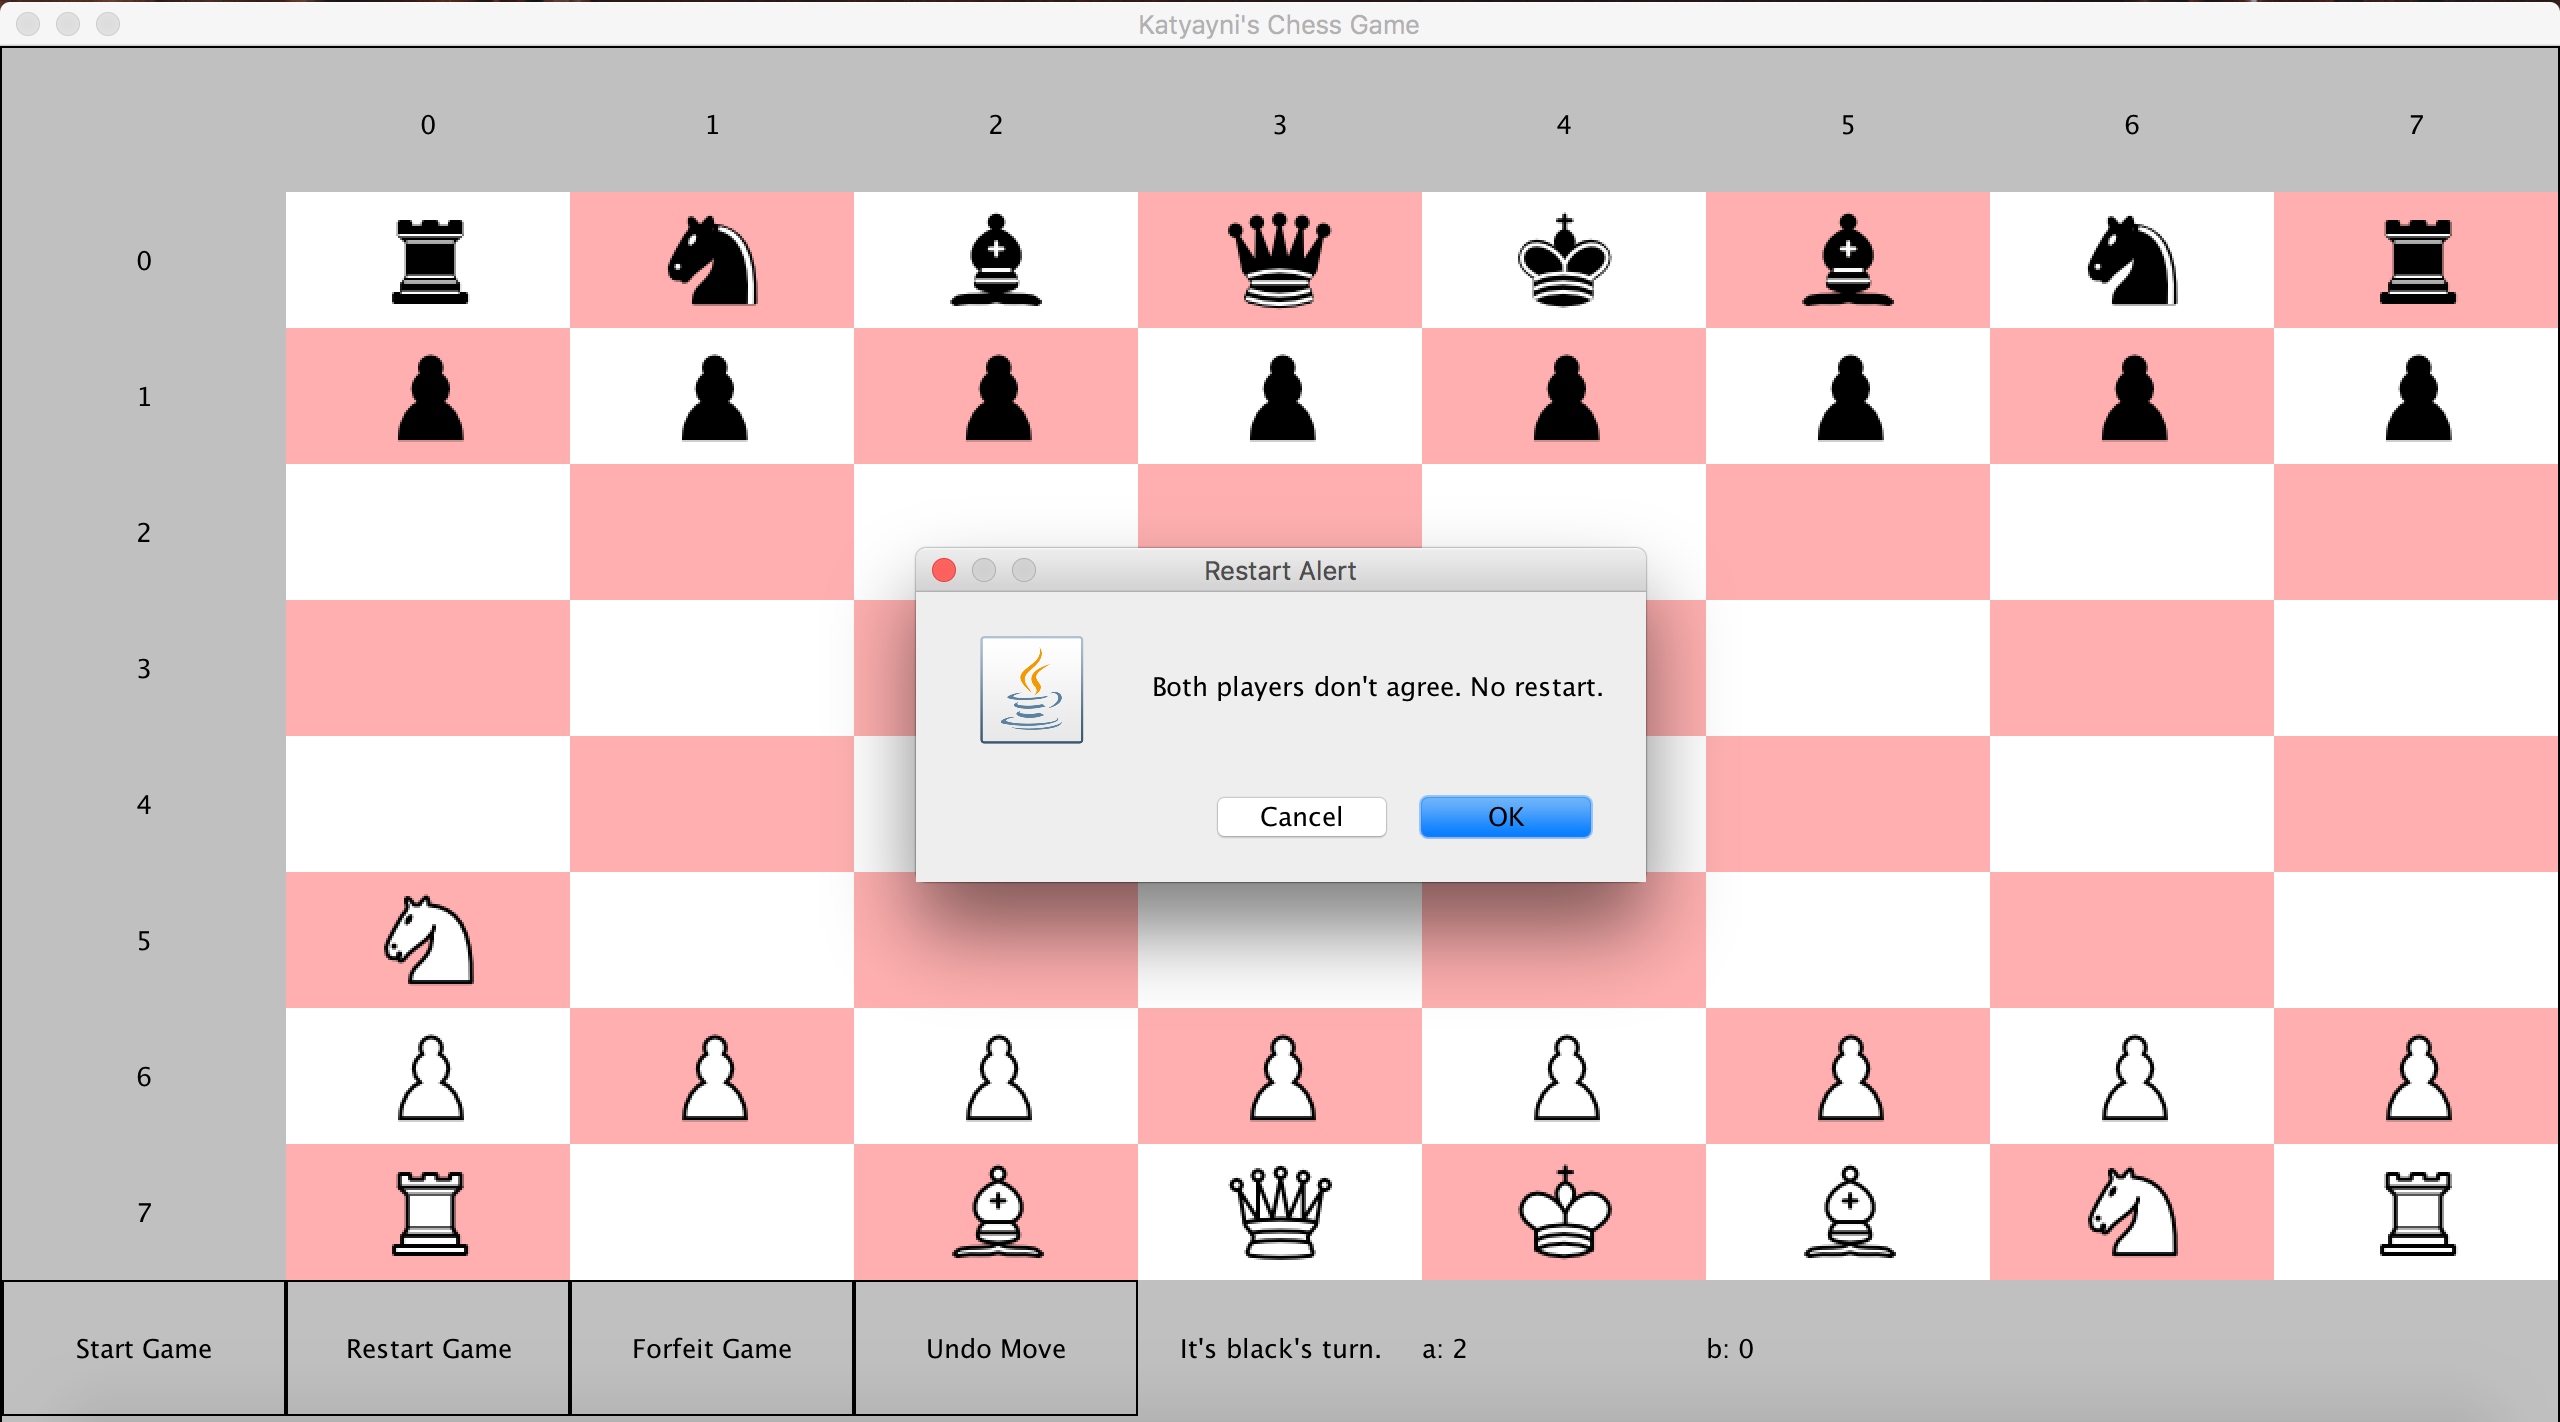 Katyayni's Chess Game
0 1 2 3 4 5 6 7
0
1
2
Restart Alert
3
Both players don't agree. No restart.
4
Cancel OK
5
6
7
Start Game Restart Game Forfeit Game Undo Move It's black's turn. a: 2 b: 0